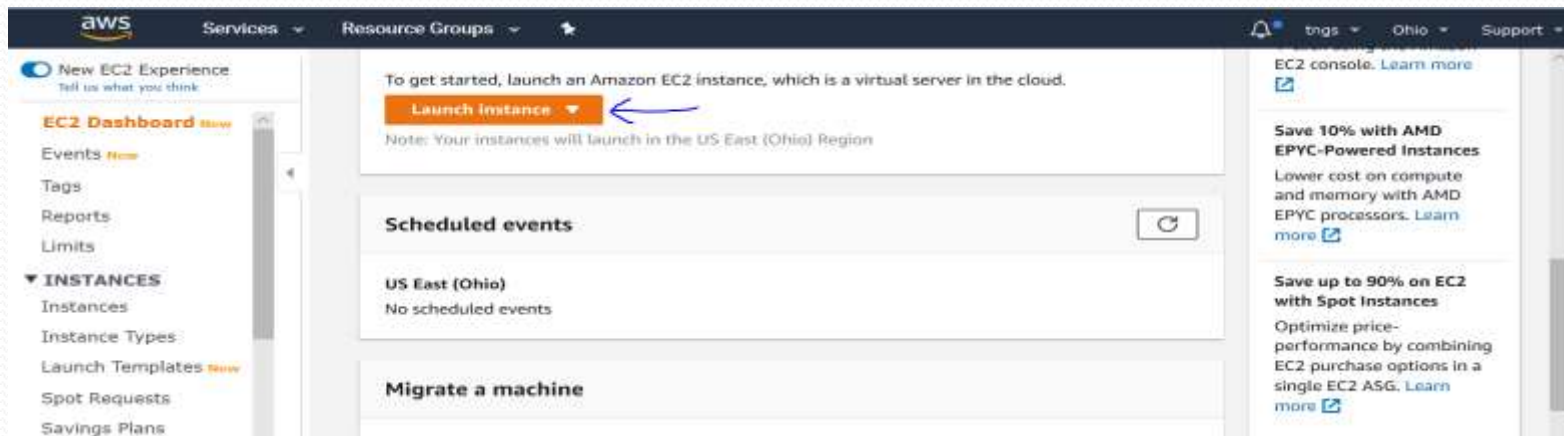 aws Services Resource Groups tngs Ohio Support
New EC2 Experience
Tell us what you think
EC2 Dashboard New
Events New
Tags
Reports
Limits
INSTANCES
Instances
Instance Types
Launch Templates New
Spot Requests
Savings Plans
To get started, launch an Amazon EC2 instance, which is a virtual server in the cloud.
Launch instance
Note: Your instances will launch in the US East (Ohio) Region
Scheduled events
US East (Ohio)
No scheduled events
Migrate a machine
EC2 console. Learn more
Save 10% with AMD
EPYC-Powered Instances
Lower cost on compute
and memory with AMD
EPYC processors. Learn
more
Save up to 90% on EC2
with Spot Instances
Optimize price-
performance by combining
EC2 purchase options in a
single EC2 ASG. Learn
more